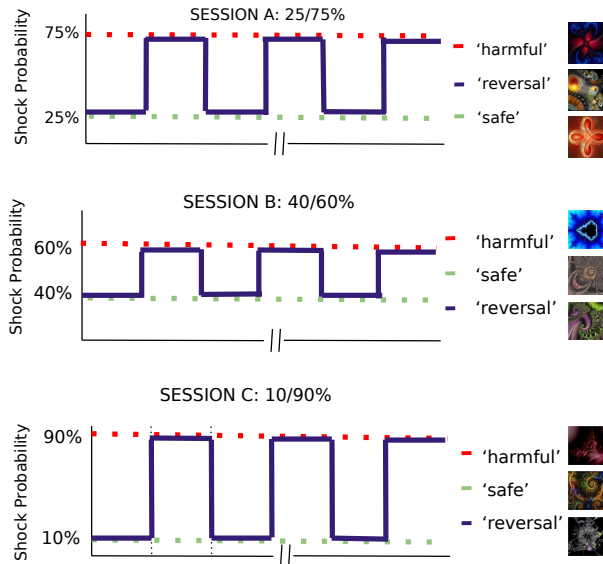 SESSION A: 25/75%
Shock Probability
75%
25%
‘harmful’
‘reversal’
‘safe’
SESSION B: 40/60%
Shock Probability
60%
40%
‘harmful’
‘safe’
‘reversal’
SESSION C: 10/90%
Shock Probability
90%
10%
‘harmful’
‘safe’
‘reversal’